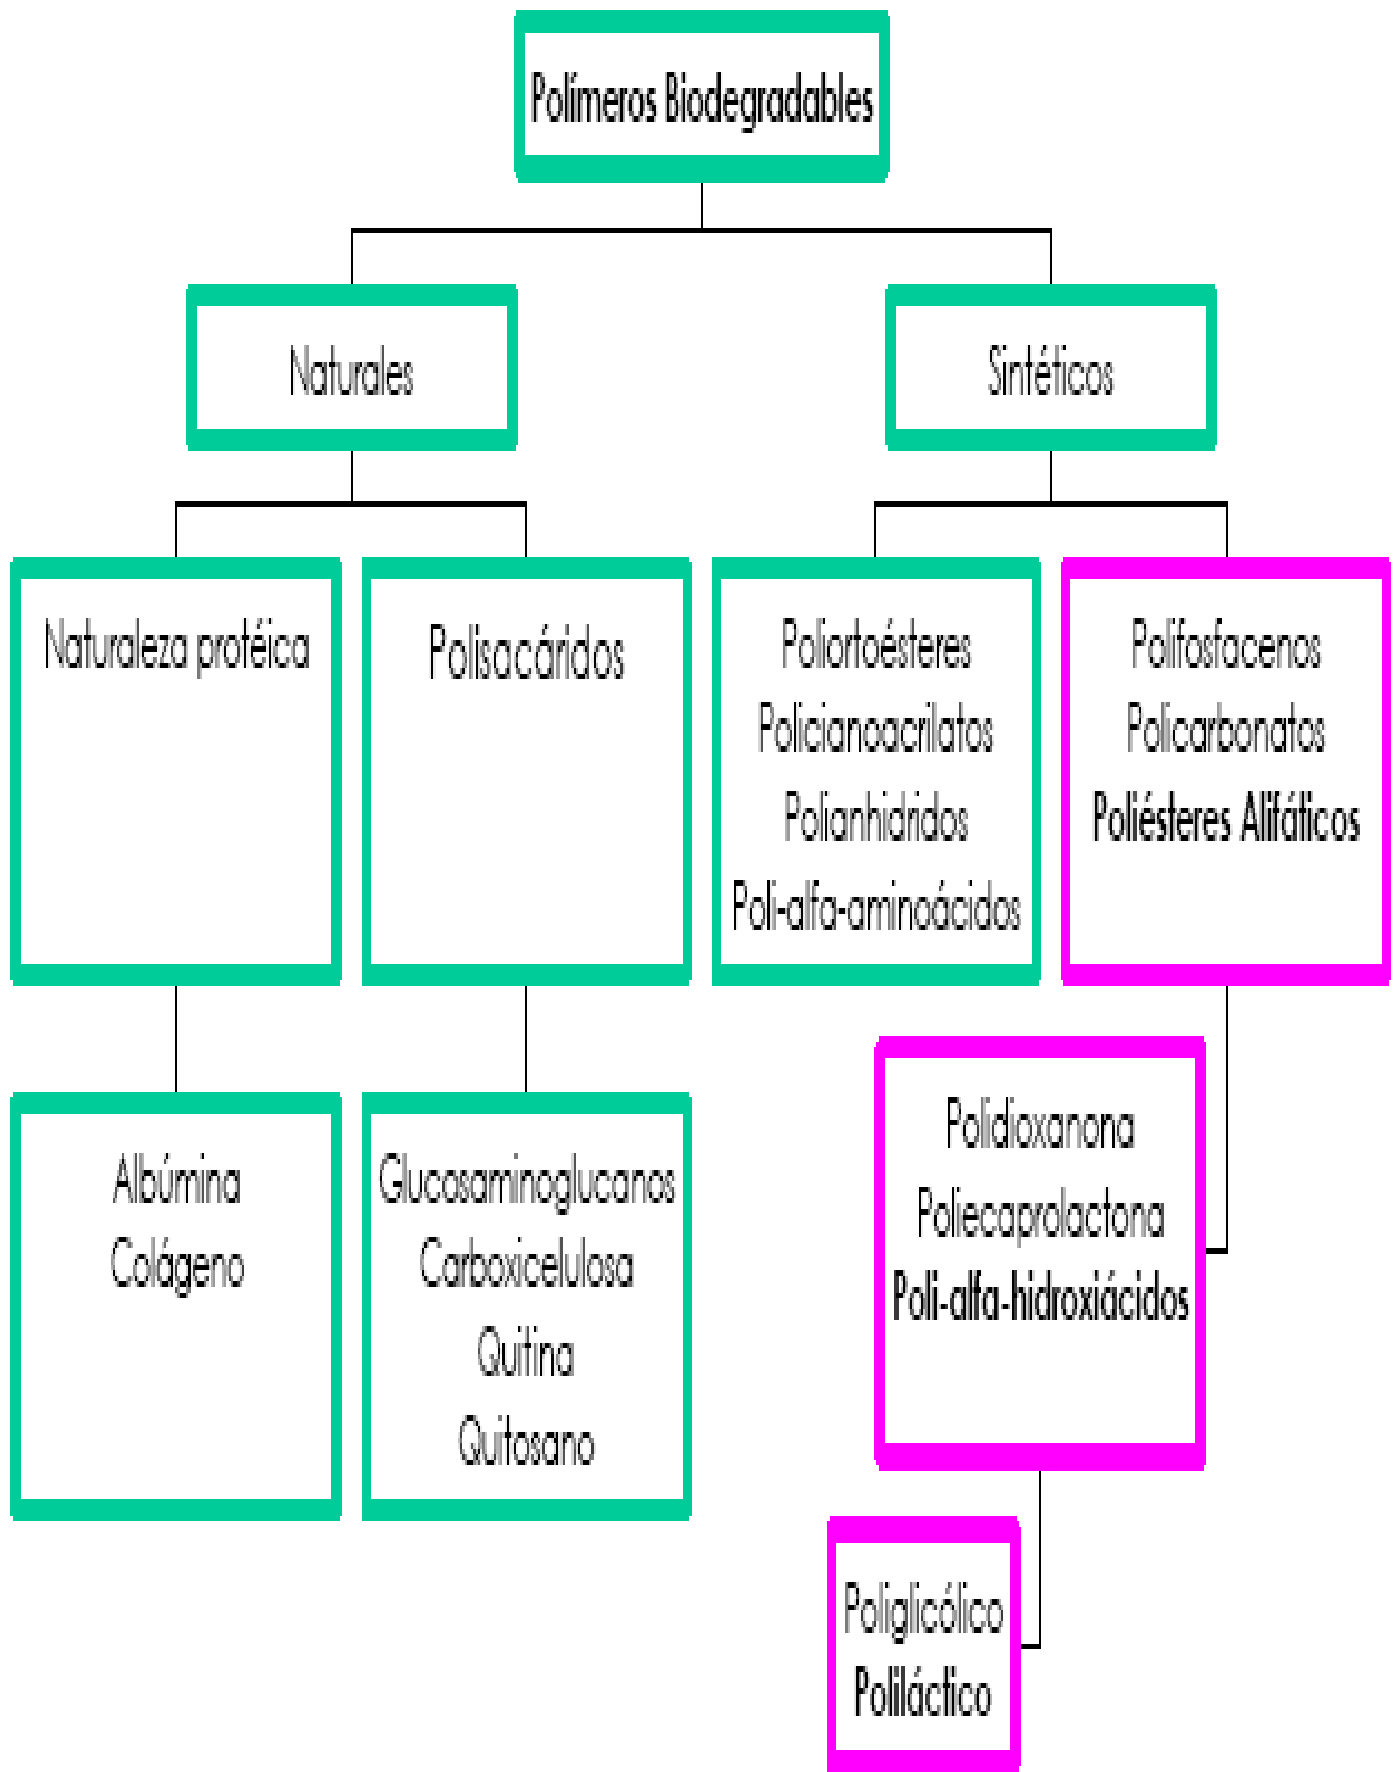 Polímeros Biodegradables
Naturales
Sintéticos
Naturaleza protéica
Polisacáridos
Poliortoésteres
Policianoacrilatos
Polianhidridos
Poli-alfa-aminoácidos
Polifosfacenos
Policarbonatos
Poliésteres Alifáticos
Albúmina
Colágeno
Glucosaminoglucanos
Carboxicelulosa
Quitina
Quitosano
Polidioxanona
Poliecaprolactona
Poli-alfa-hidroxiácidos
Poliglicólico
Poliláctico